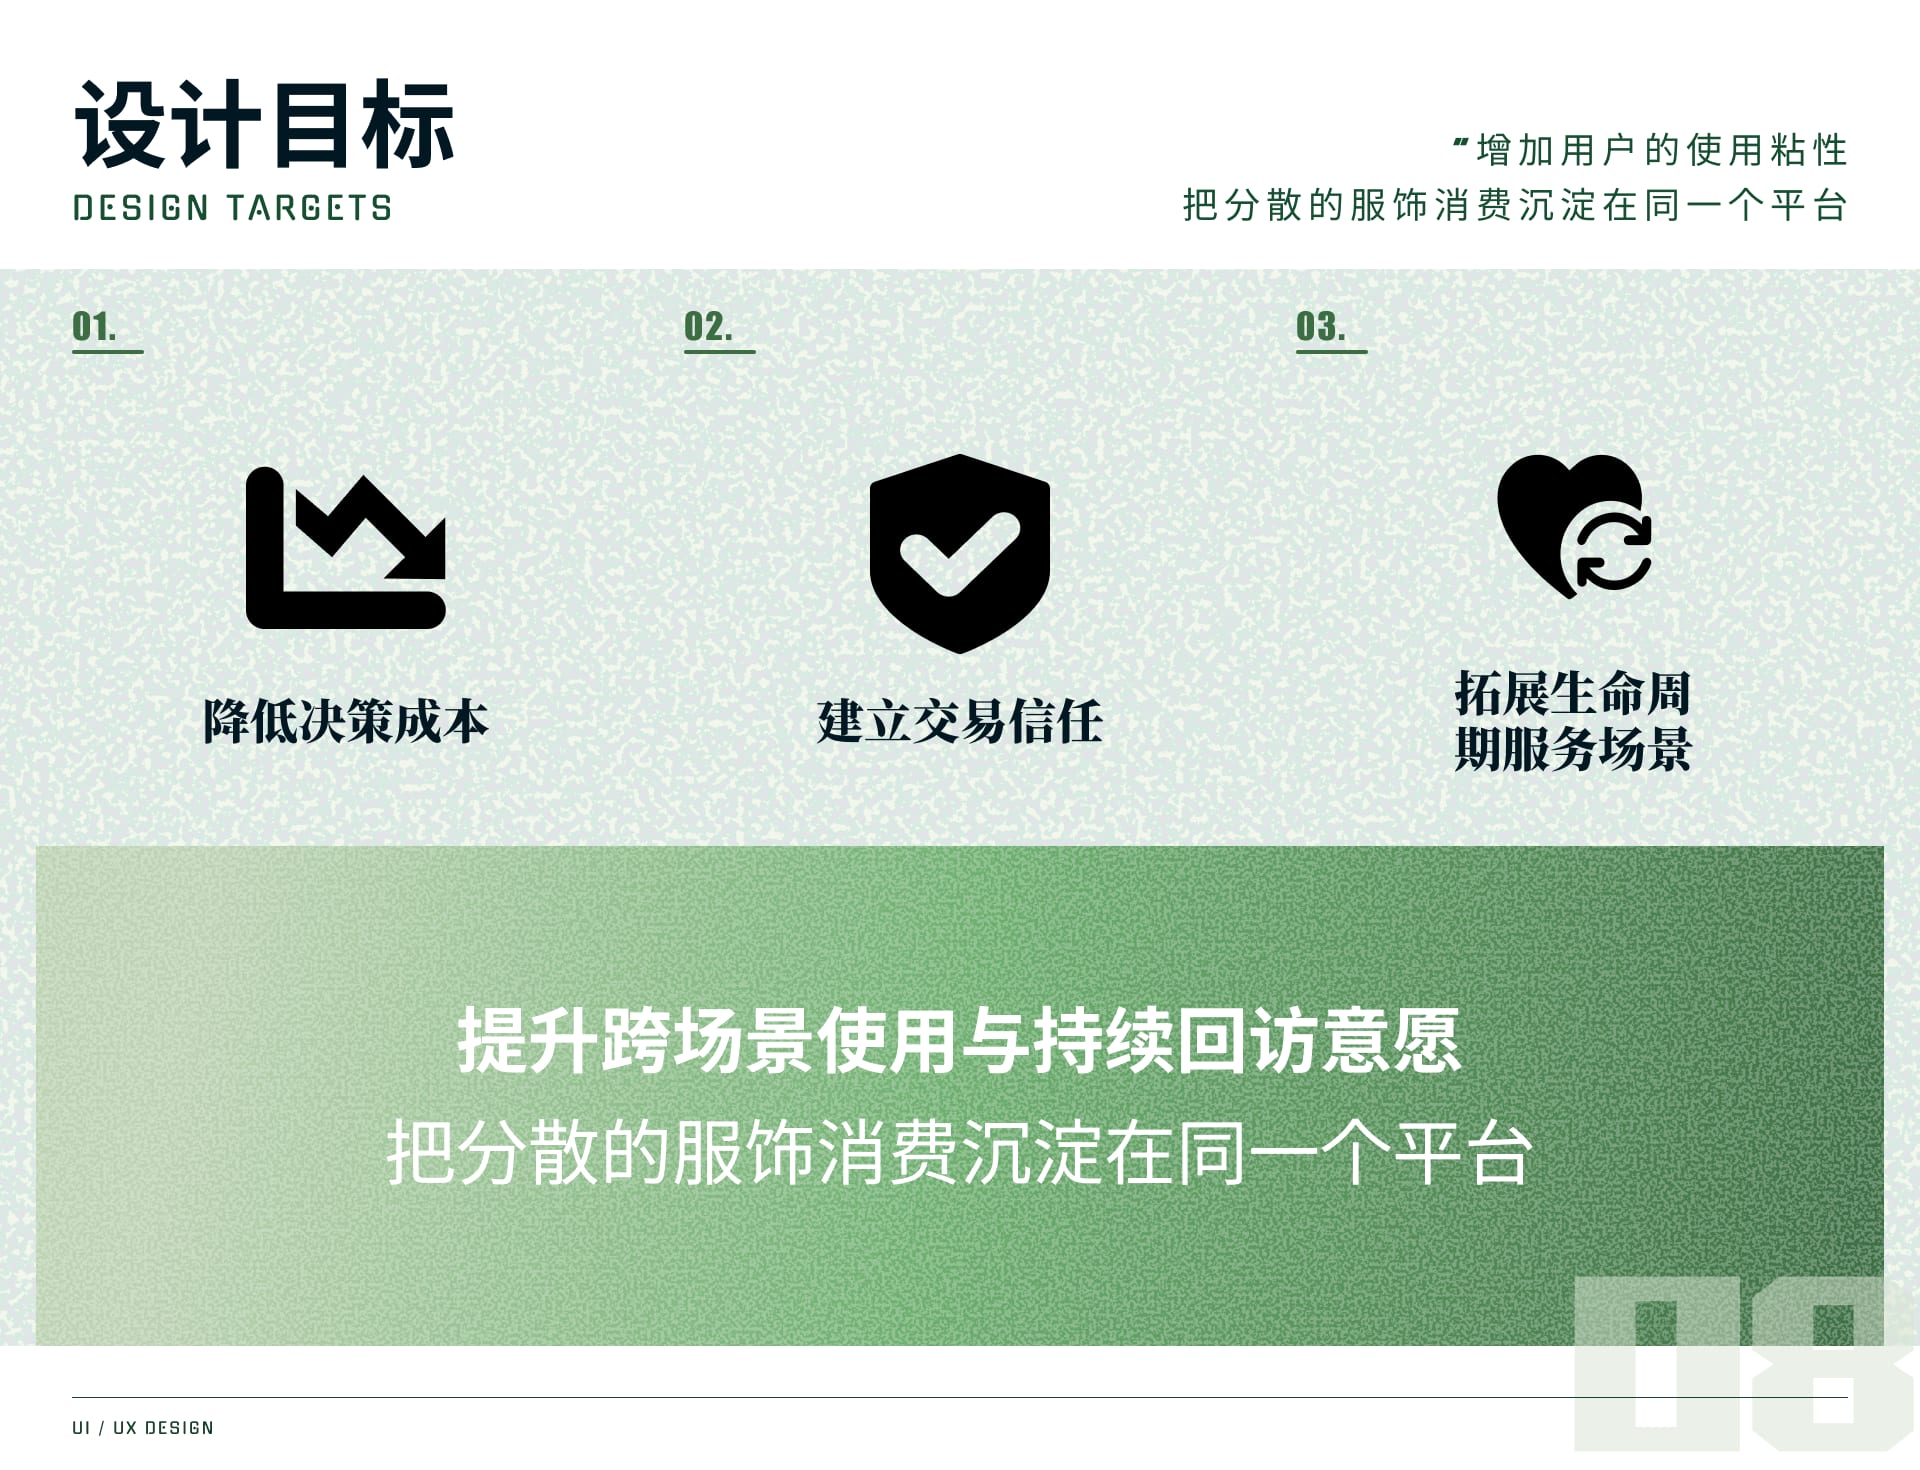 设计目标
DESIGN TARGETS
"增加用户的使用粘性
把分散的服饰消费沉淀在同一个平台
01.
02.
03.
降低决策成本
建立交易信任
拓展生命周
期服务场景
提升跨场景使用与持续回访意愿
把分散的服饰消费沉淀在同一个平台
08
UI / UX DESIGN